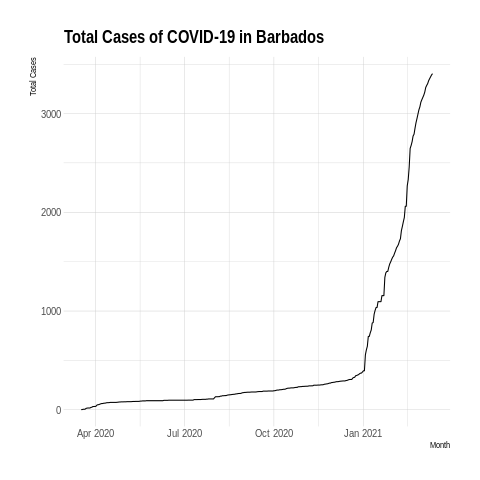 Total Cases of COVID-19 in Barbados
Total Cases
3000
2000
1000
0
Apr 2020 Jul 2020 Oct 2020 Jan 2021
Month